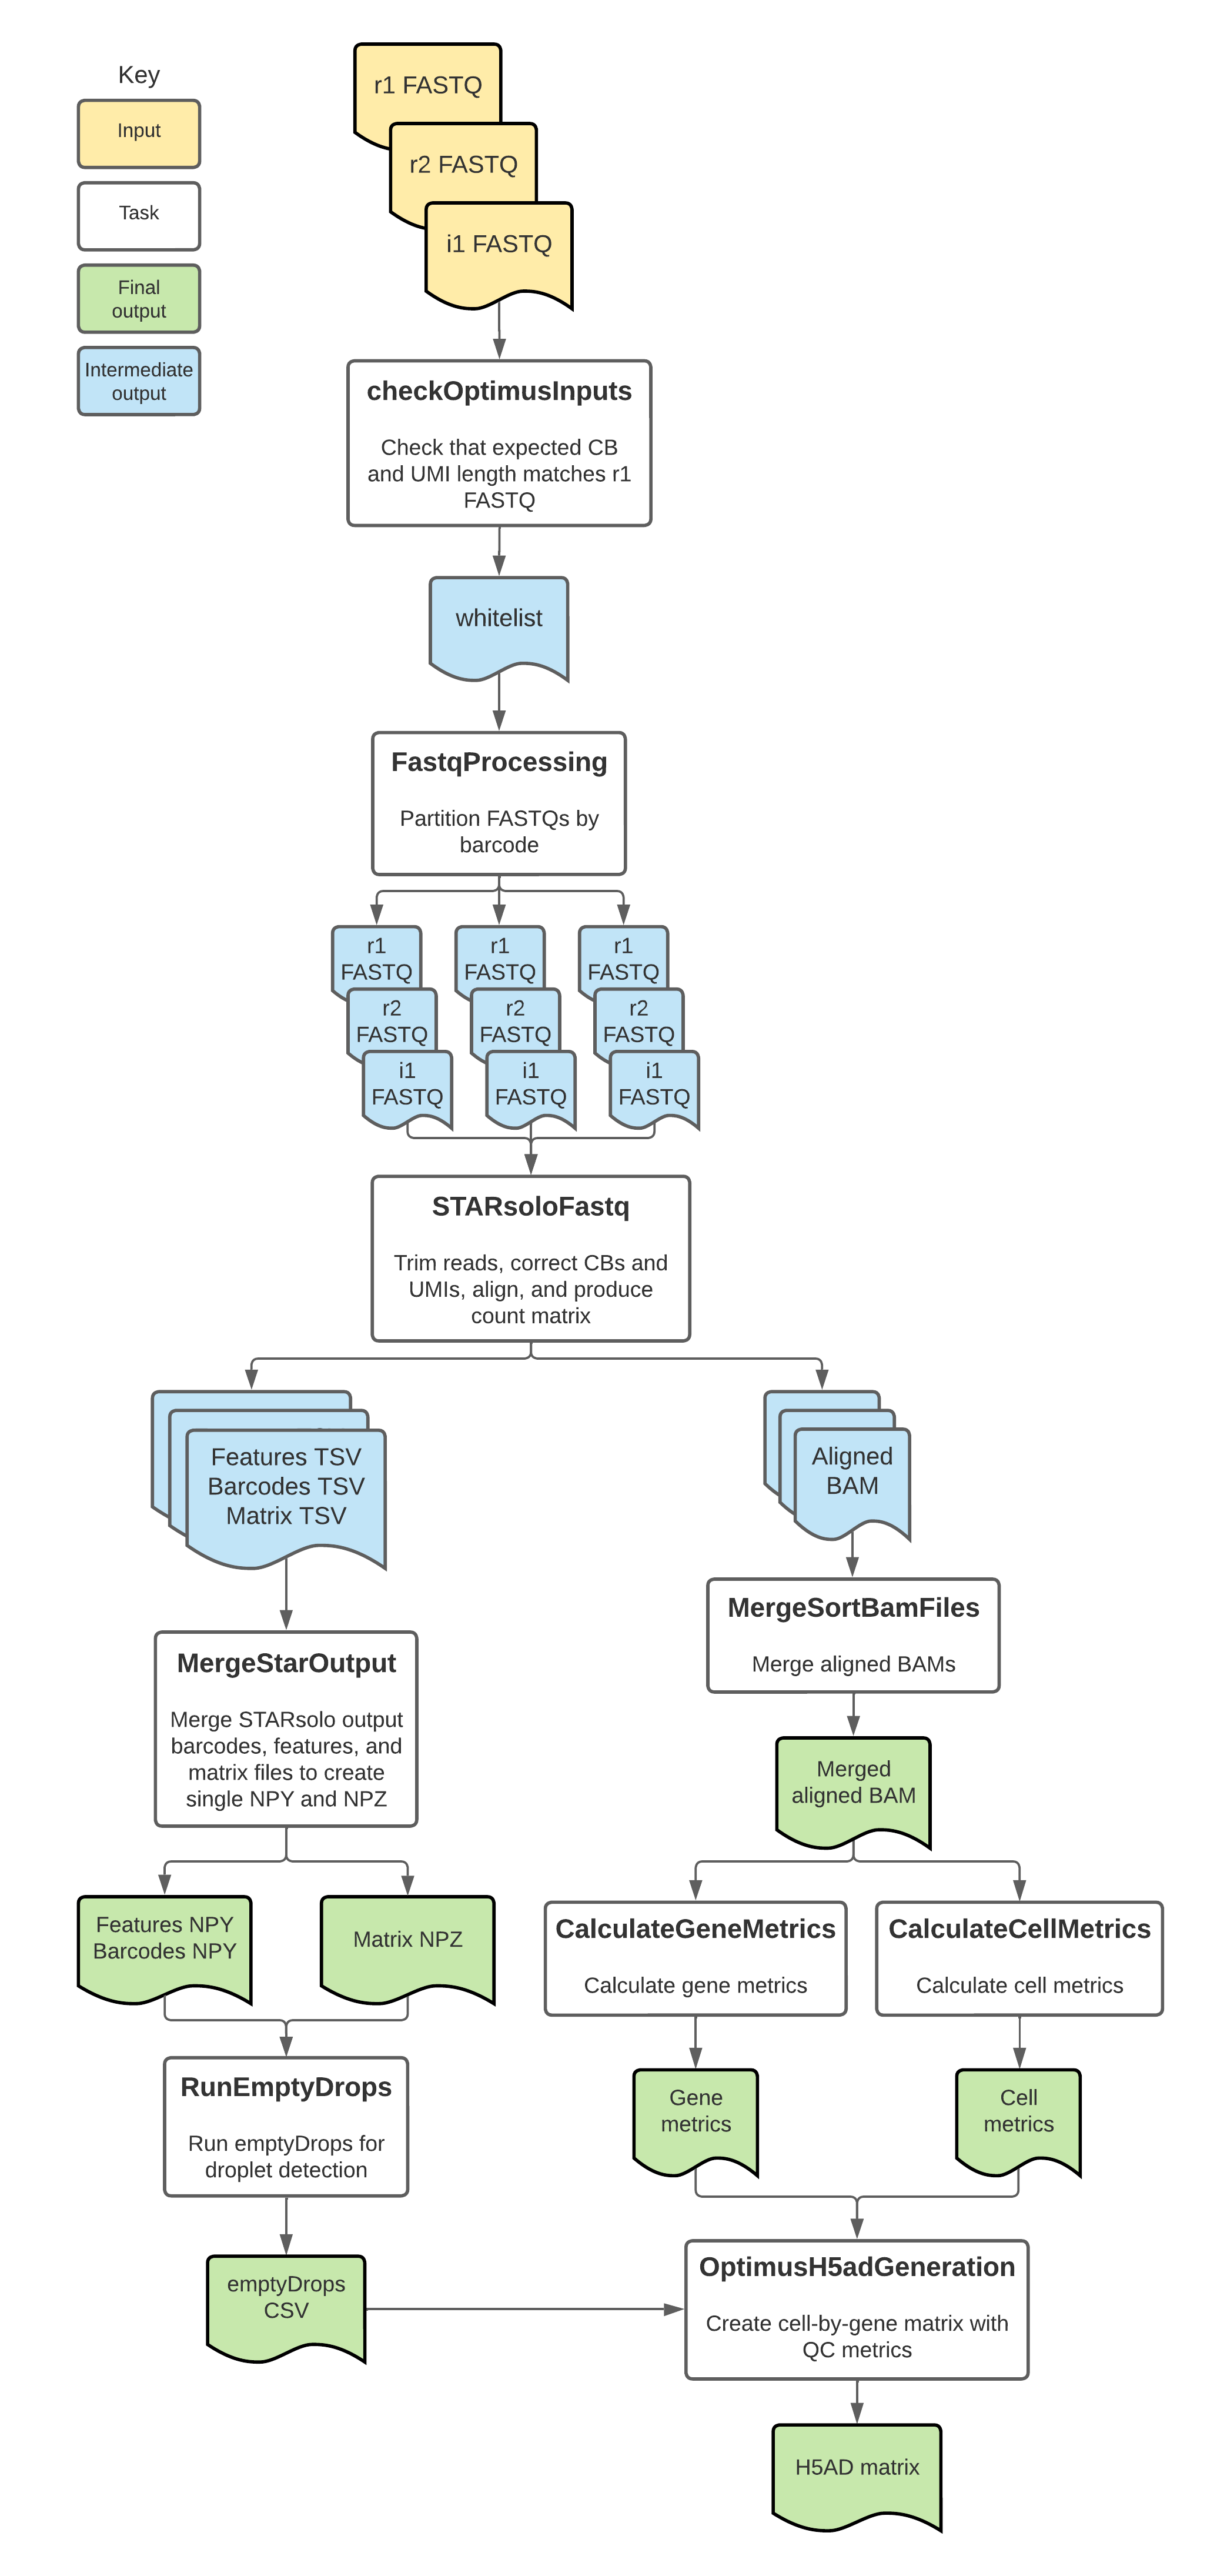 Key
Input
Task
Final
output
Intermediate
output
r1 FASTQ
r2 FASTQ
i1 FASTQ
checkOptimusInputs
Check that expected CB
and UMI length matches r1
FASTQ
whitelist
FastqProcessing
Partition FASTQs by
barcode
r1
FASTQ
r2
FASTQ
i1
FASTQ
r1
FASTQ
r2
FASTQ
i1
FASTQ
r1
FASTQ
r2
FASTQ
i1
FASTQ
STARsoloFastq
Trim reads, correct CBs and
UMIs, align, and produce
count matrix
Features TSV
Barcodes TSV
Matrix TSV
Aligned
BAM
MergeStarOutput
Merge STARsolo output
barcodes, features, and
matrix files to create
single NPY and NPZ
MergeSortBamFiles
Merge aligned BAMs
Merged
aligned BAM
Features NPY
Barcodes NPY
Matrix NPZ
CalculateGeneMetrics
Calculate gene metrics
CalculateCellMetrics
Calculate cell metrics
RunEmptyDrops
Run emptyDrops for
droplet detection
Gene
metrics
Cell
metrics
emptyDrops
CSV
OptimusH5adGeneration
Create cell-by-gene matrix with
QC metrics
H5AD matrix